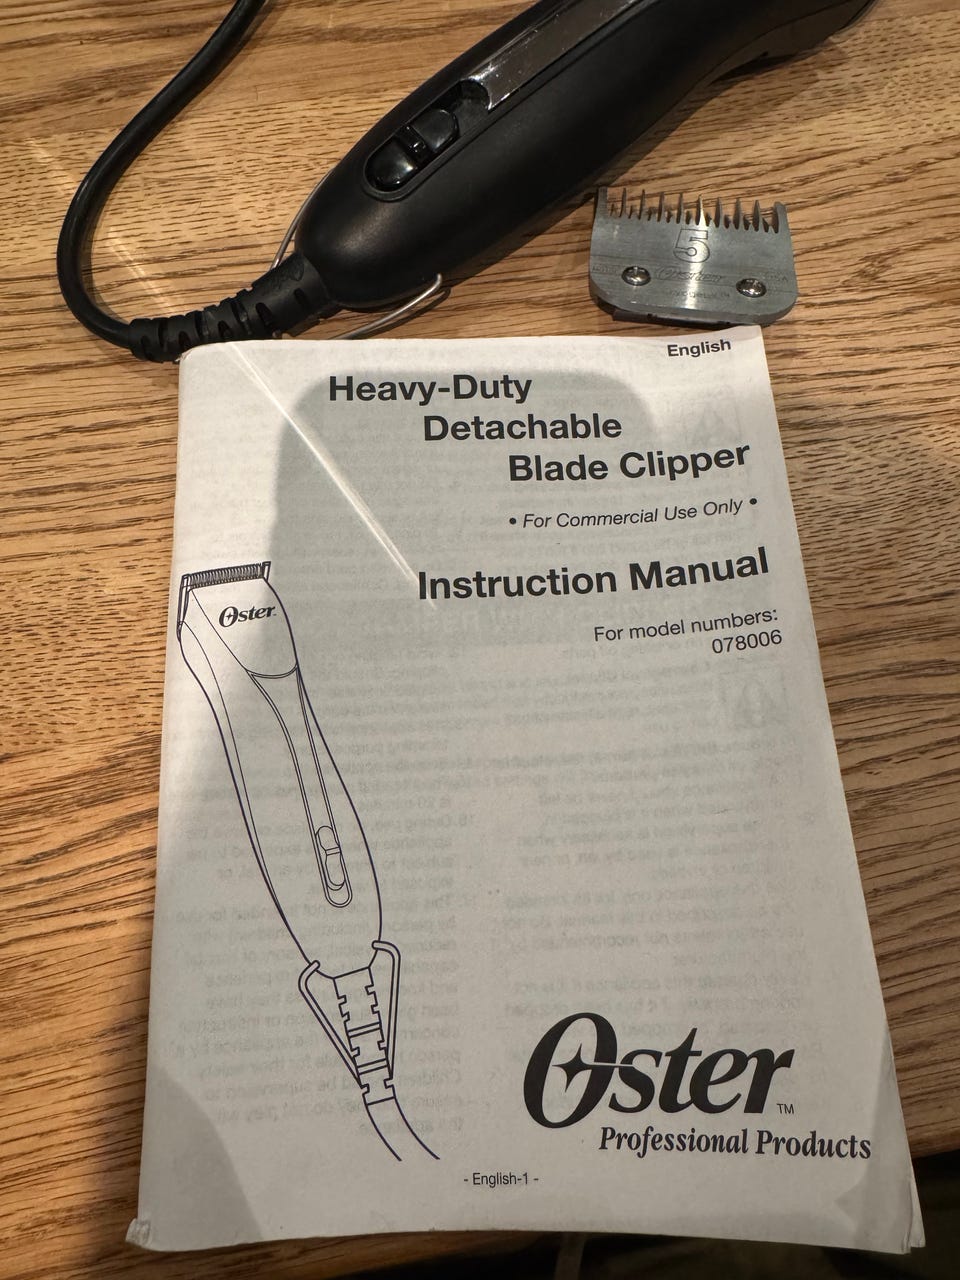 5
Oster
English
Heavy-Duty
Detachable
Blade Clipper
• For Commercial Use Only •
Instruction Manual
For model numbers:
078006
Oster
Oster™
Professional Products
- English-1 -